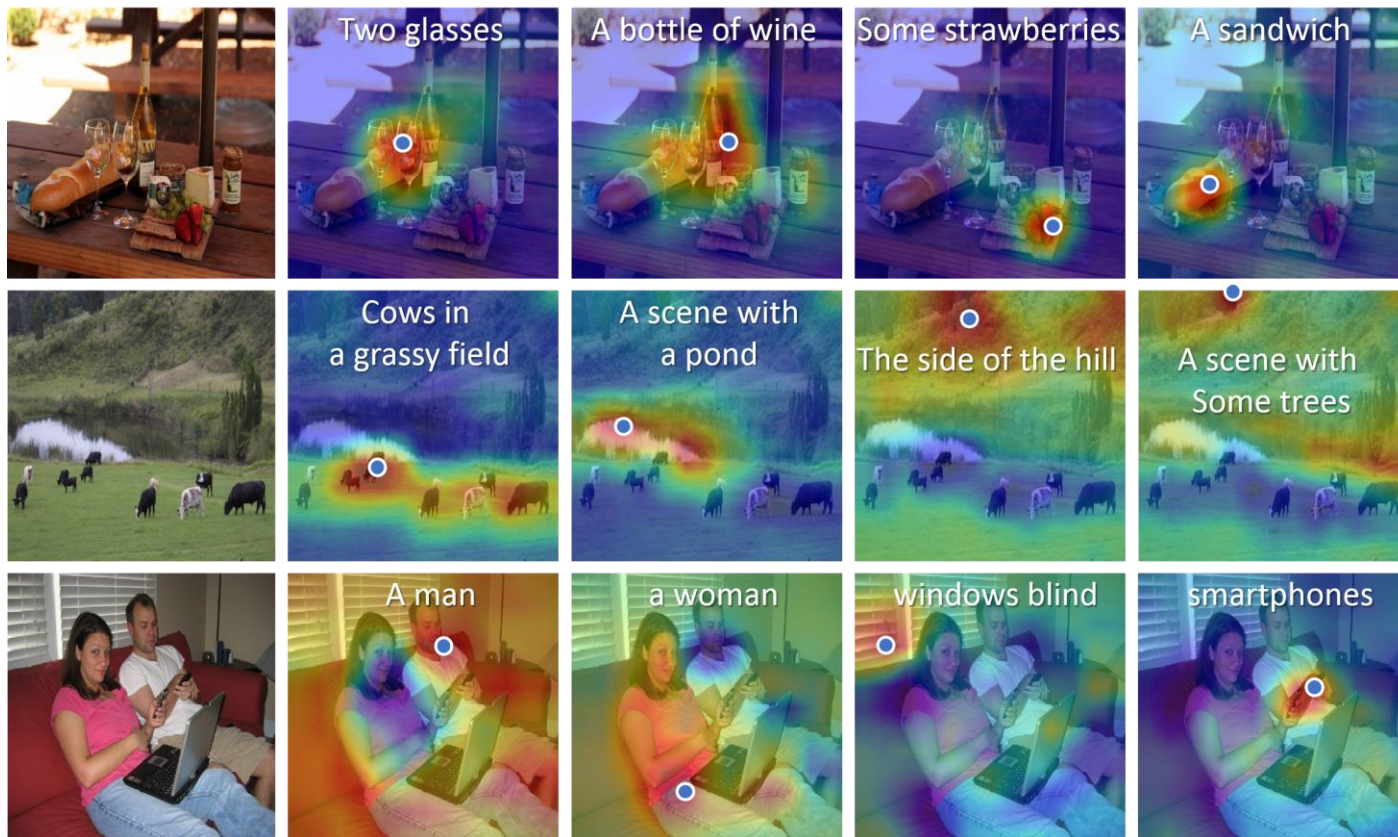 Two glasses
A bottle of wine
Some strawberries
A sandwich
Cows in
a grassy field
A scene with
a pond
The side of the hill
A scene with
Some trees
A man
a woman
windows blind
smartphones